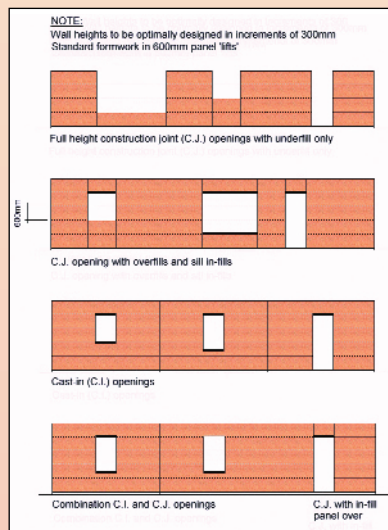 NOTE:
Wall heights to be optimally designed in increments of 300mm
Standard formwork in 600mm panel 'lifts'
Full height construction joint (C.J.) openings with underfill only
600mm
C.J. opening with overfills and sill in-fills
Cast-in (C.I.) openings
Combination C.I. and C.J. openings
C.J. with in-fill
panel over